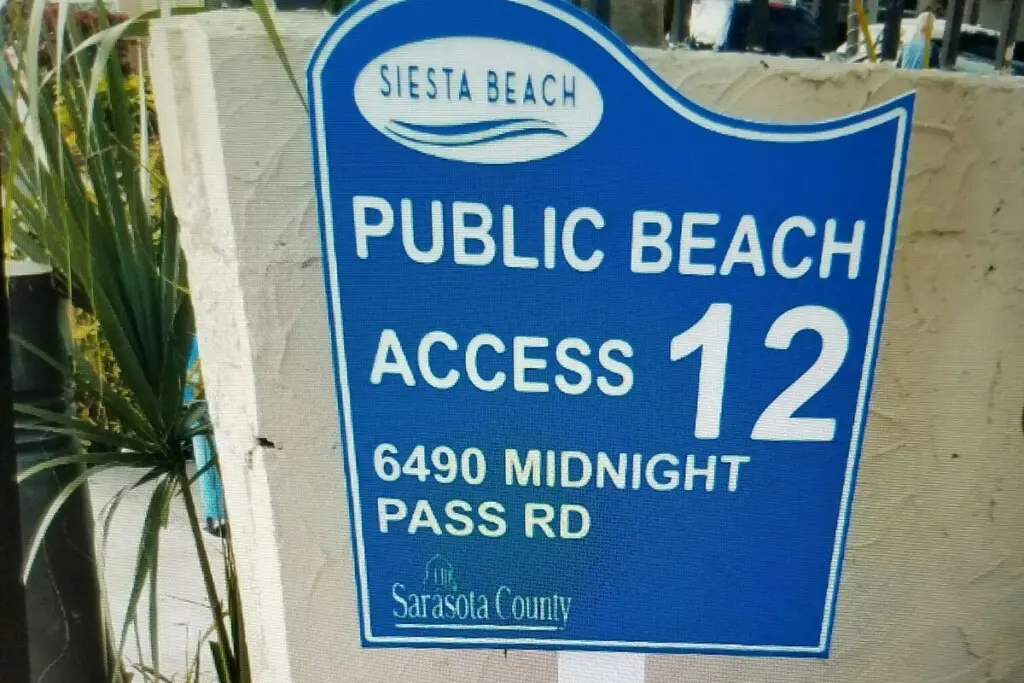 SIESTA BEACH
PUBLIC BEACH
ACCESS 12
6490 MIDNIGHT
PASS RD
Sarasota County